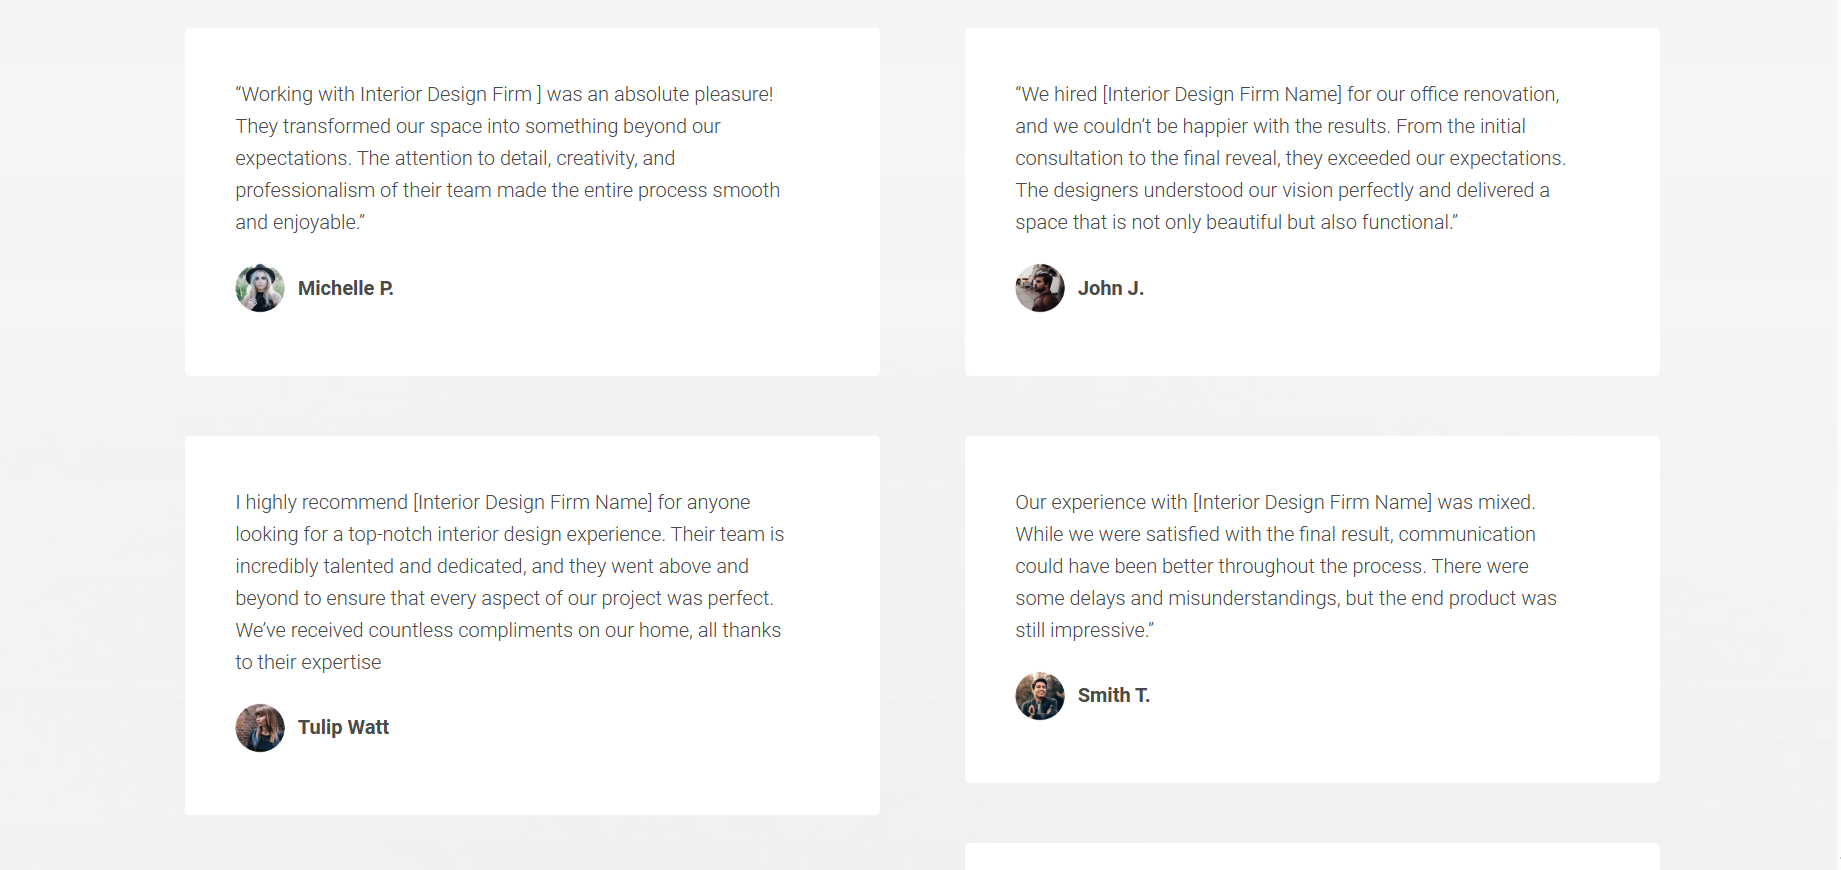 “Working with Interior Design Firm ] was an absolute pleasure!
They transformed our space into something beyond our
expectations. The attention to detail, creativity, and
professionalism of their team made the entire process smooth
and enjoyable.”
Michelle P.
“We hired [Interior Design Firm Name] for our office renovation,
and we couldn’t be happier with the results. From the initial
consultation to the final reveal, they exceeded our expectations.
The designers understood our vision perfectly and delivered a
space that is not only beautiful but also functional.”
John J.
I highly recommend [Interior Design Firm Name] for anyone
looking for a top-notch interior design experience. Their team is
incredibly talented and dedicated, and they went above and
beyond to ensure that every aspect of our project was perfect.
We’ve received countless compliments on our home, all thanks
to their expertise
Tulip Watt
Our experience with [Interior Design Firm Name] was mixed.
While we were satisfied with the final result, communication
could have been better throughout the process. There were
some delays and misunderstandings, but the end product was
still impressive.”
Smith T.